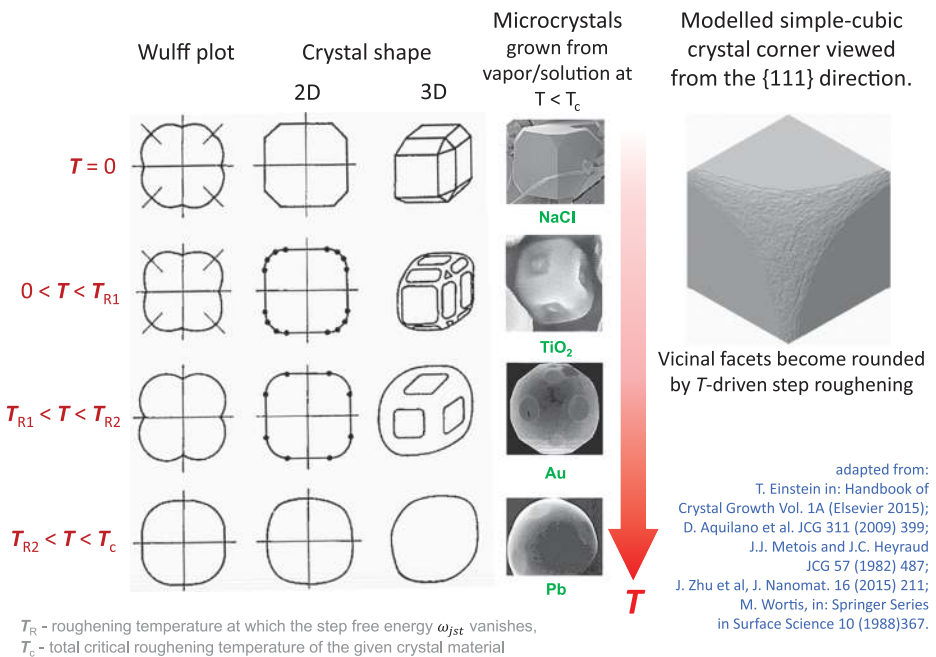 Wulff plot
Crystal shape
2D
3D
Microcrystals
grown from
vapor/solution at
T < Tc
Modelled simple-cubic
crystal corner viewed
from the {111} direction.
T = 0
NaCl
0 < T < TR1
TiO2
Vicinal facets become rounded
by T-driven step roughening
TR1 < T < TR2
Au
TR2 < T < Tc
Pb
T
adapted from:
T. Einstein in: Handbook of
Crystal Growth Vol. 1A (Elsevier 2015);
D. Aquilano et al. JCG 311 (2009) 399;
J.J. Metois and J.C. Heyraud
JCG 57 (1982) 487;
J. Zhu et al, J. Nanomat. 16 (2015) 211;
M. Wortis, in: Springer Series
in Surface Science 10 (1988)367.
TR - roughening temperature at which the step free energy ωjst vanishes,
Tc - total critical roughening temperature of the given crystal material